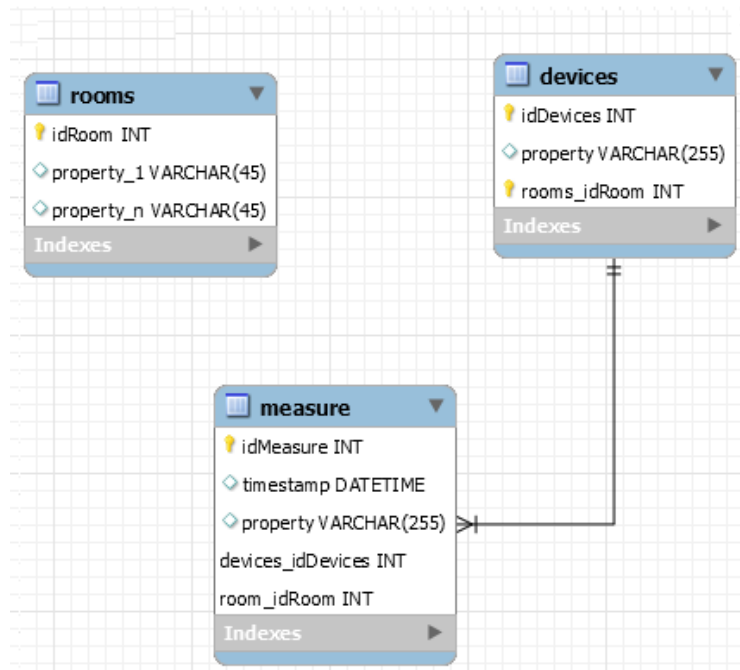 rooms
idRoom INT
property_1 VARCHAR(45)
property_n VARCHAR(45)
Indexes
devices
idDevices INT
property VARCHAR(255)
rooms_idRoom INT
Indexes
measure
idMeasure INT
timestamp DATETIME
property VARCHAR(255)
devices_idDevices INT
room_idRoom INT
Indexes